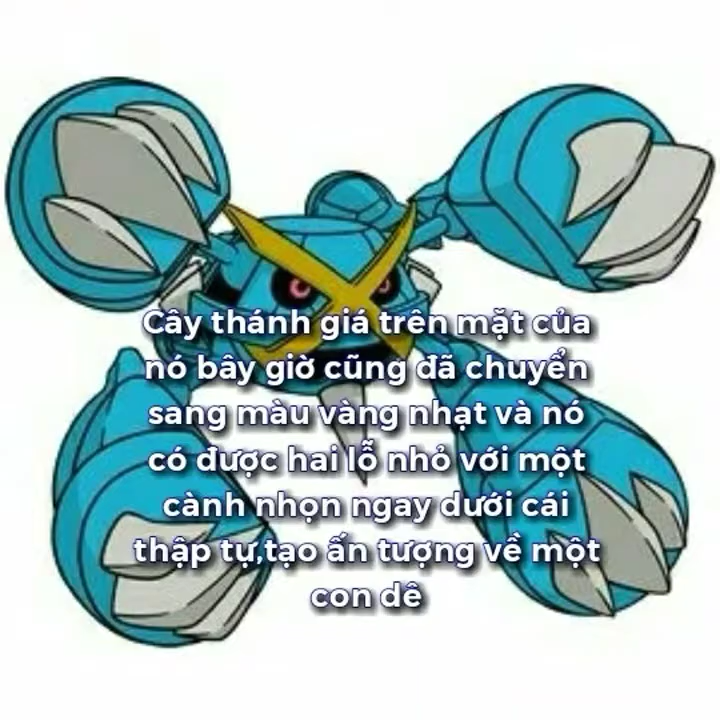 Cây thánh giá trên mặt của
nó bây giờ cũng đã chuyển
sang màu vàng nhạt và nó
có được hai lỗ nhỏ với một
cành nhọn ngay dưới cái
thập tự,tạo ấn tượng về một
con dê